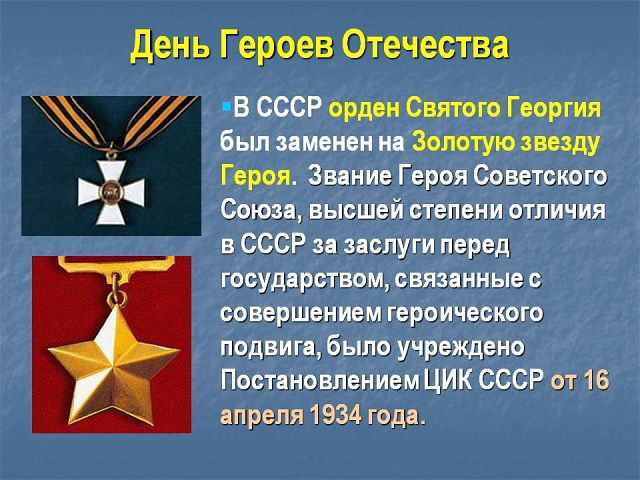 День Героев Отечества
В СССР орден Святого Георгия
был заменен на Золотую звезду
Героя. Звание Героя Советского
Союза, высшей степени отличия
в СССР за заслуги перед
государством, связанные с
совершением героического
подвига, было учреждено
Постановлением ЦИК СССР от 16
апреля 1934 года.